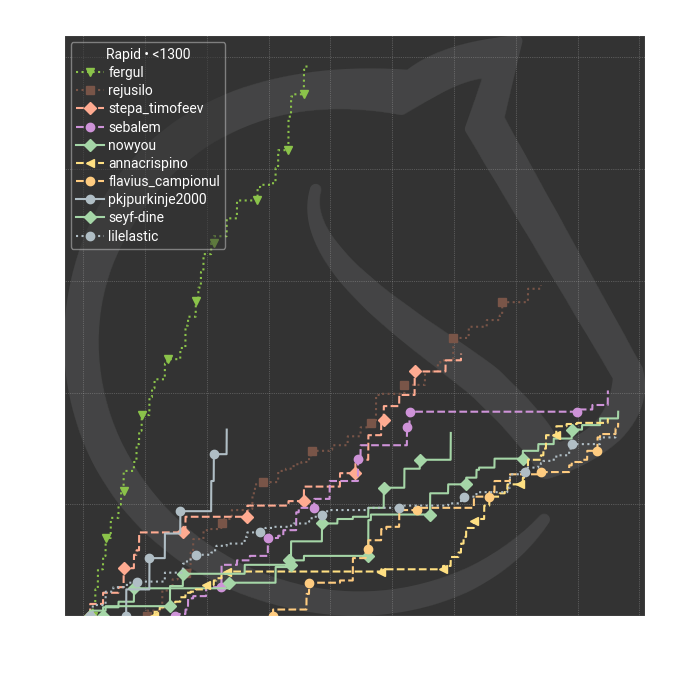 Rapid • <1300
fergul
rejusilo
stepa_timofeev
sebalem
nowyou
annacrispino
flavius_campionul
pkjpurkinje2000
seyf-dine
lilelastic